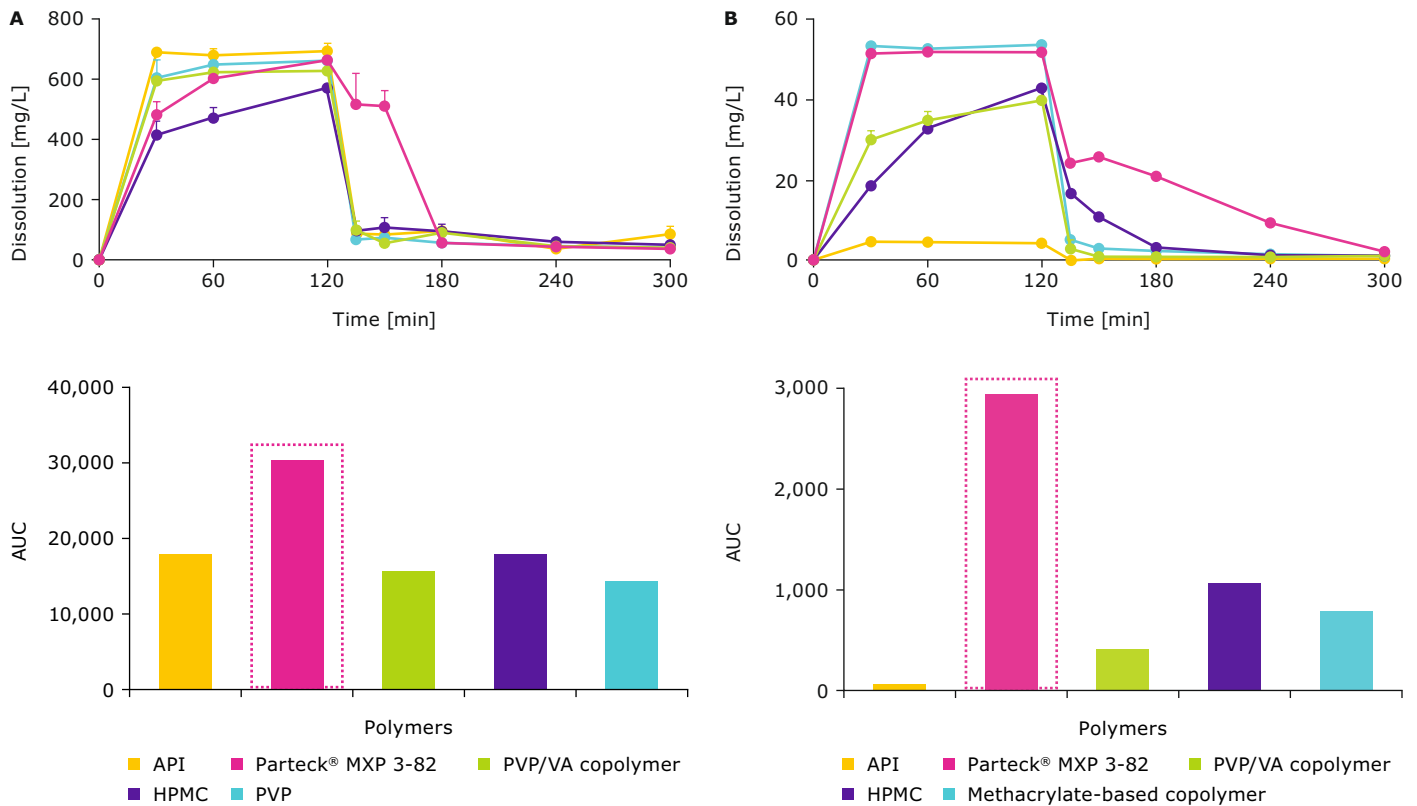 A
800
600
400
200
0
Dissolution [mg/L]
0 60 120 180 240 300
Time [min]
B
60
40
20
0
Dissolution [mg/L]
0 60 120 180 240 300
Time [min]
40,000
30,000
20,000
10,000
0
AUC
Polymers
API Parteck® MXP 3-82 PVP/VA copolymer
HPMC PVP
3,000
2,000
1,000
0
AUC
Polymers
API Parteck® MXP 3-82 PVP/VA copolymer
HPMC Methacrylate-based copolymer